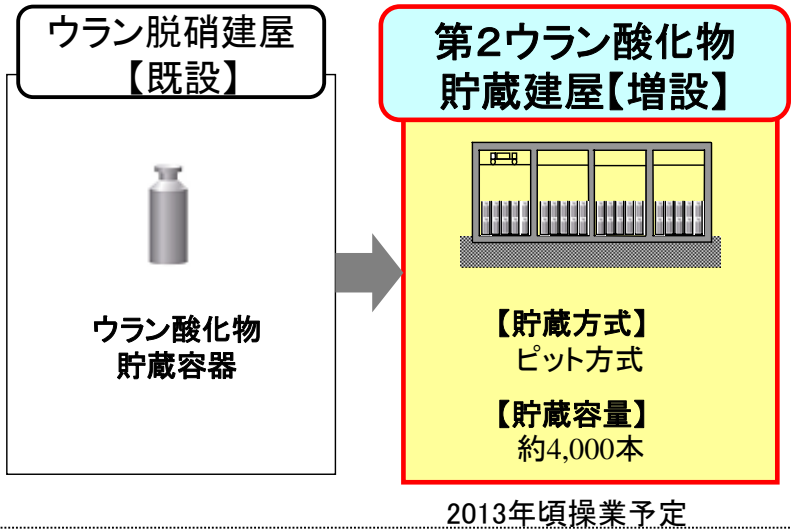 ウラン脱硝建屋
【既設】
ウラン酸化物
貯蔵容器
第2ウラン酸化物
貯蔵建屋【増設】
【貯蔵方式】
ピット方式
【貯蔵容量】
約4,000本
2013年頃操業予定